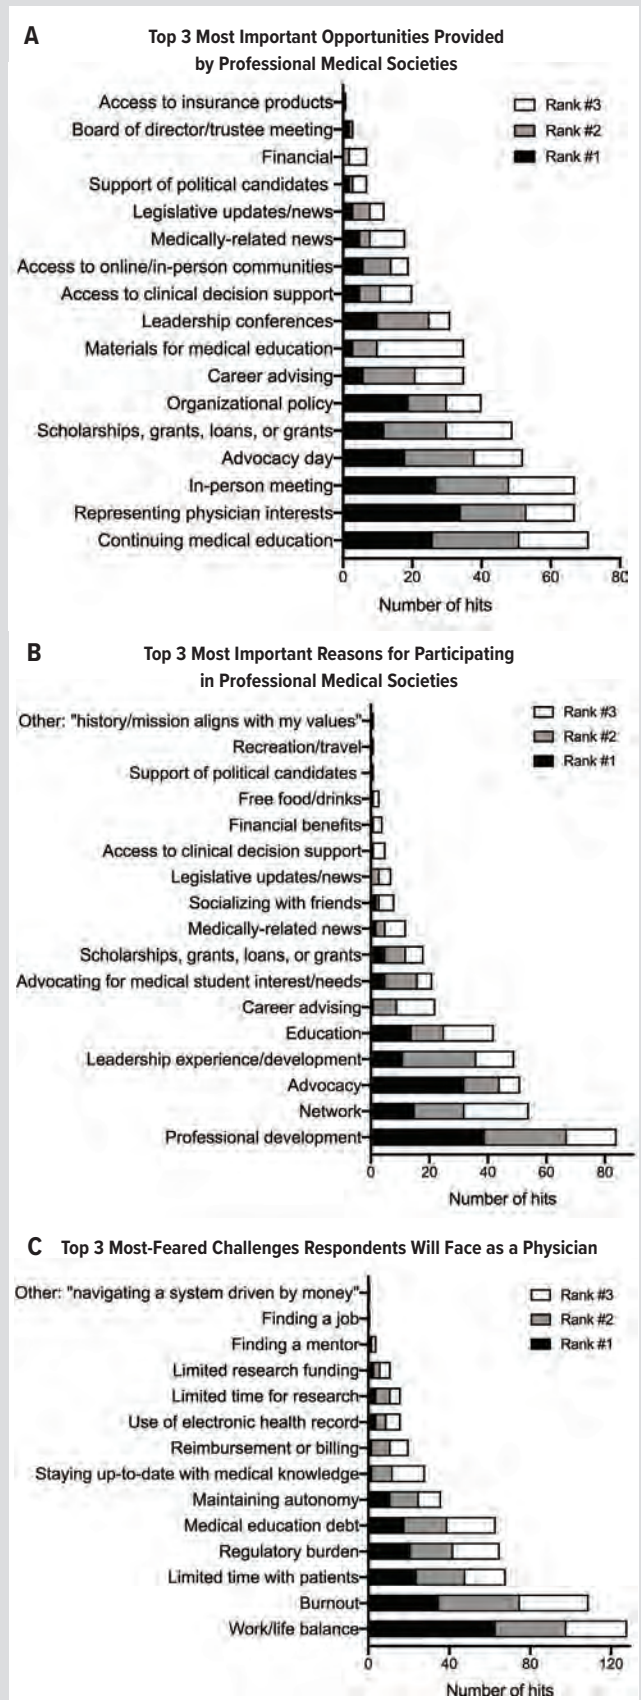 A
Top 3 Most Important Opportunities Provided
by Professional Medical Societies
Access to insurance products
Board of director/trustee meeting
Financial
Support of political candidates
Legislative updates/news
Medically-related news
Access to online/in-person communities
Access to clinical decision support
Leadership conferences
Materials for medical education
Career advising
Organizational policy
Scholarships, grants, loans, or grants
Advocacy day
In-person meeting
Representing physician interests
Continuing medical education
Rank #3
Rank #2
Rank #1
0 20 40 60 80
Number of hits
B
Top 3 Most Important Reasons for Participating
in Professional Medical Societies
Other: "history/mission aligns with my values"
Recreation/travel
Support of political candidates
Free food/drinks
Financial benefits
Access to clinical decision support
Legislative updates/news
Socializing with friends
Medically-related news
Scholarships, grants, loans, or grants
Advocating for medical student interest/needs
Career advising
Education
Leadership experience/development
Advocacy
Network
Professional development
Rank #3
Rank #2
Rank #1
0 20 40 60 80
Number of hits
C
Top 3 Most-Feared Challenges Respondents Will Face as a Physician
Other: "navigating a system driven by money"
Finding a job
Finding a mentor
Limited research funding
Limited time for research
Use of electronic health record
Reimbursement or billing
Staying up-to-date with medical knowledge
Maintaining autonomy
Medical education debt
Regulatory burden
Limited time with patients
Burnout
Work/life balance
Rank #3
Rank #2
Rank #1
0 40 80 120
Number of hits